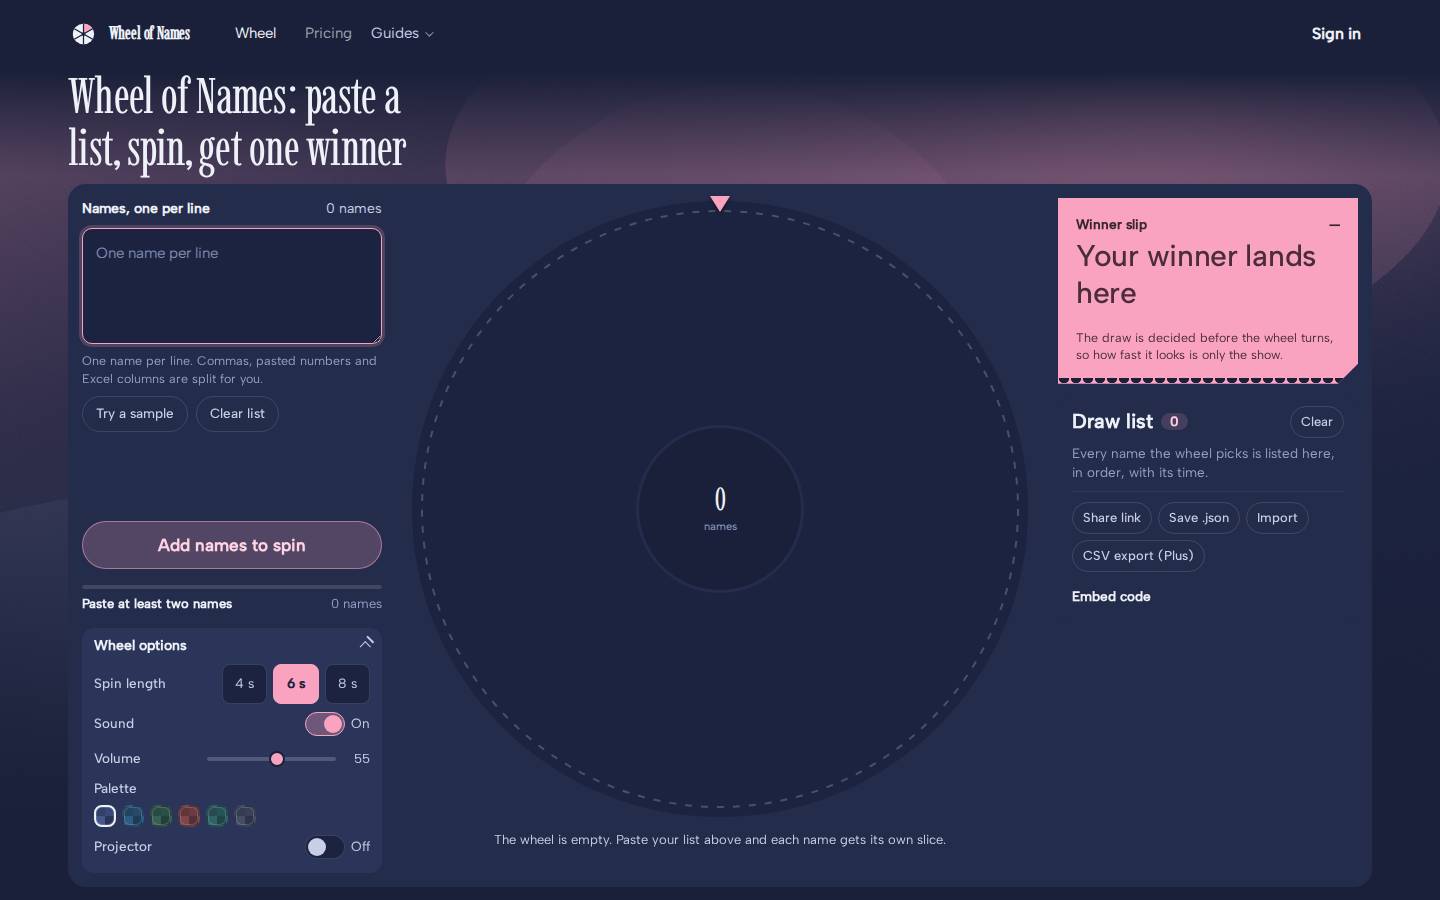 Wheel of Names
Wheel
Pricing
Guides
Sign in
Wheel of Names: paste a
list, spin, get one winner
Names, one per line
0 names
One name per line
One name per line. Commas, pasted numbers and
Excel columns are split for you.
Try a sample
Clear list
Add names to spin
Paste at least two names
0 names
Wheel options
Spin length
4 s
6 s
8 s
Sound
On
Volume
55
Palette
Projector
Off
0
names
The wheel is empty. Paste your list above and each name gets its own slice.
Winner slip
–
Your winner lands
here
The draw is decided before the wheel turns,
so how fast it looks is only the show.
Draw list
0
Clear
Every name the wheel picks is listed here,
in order, with its time.
Share link
Save .json
Import
CSV export (Plus)
Embed code